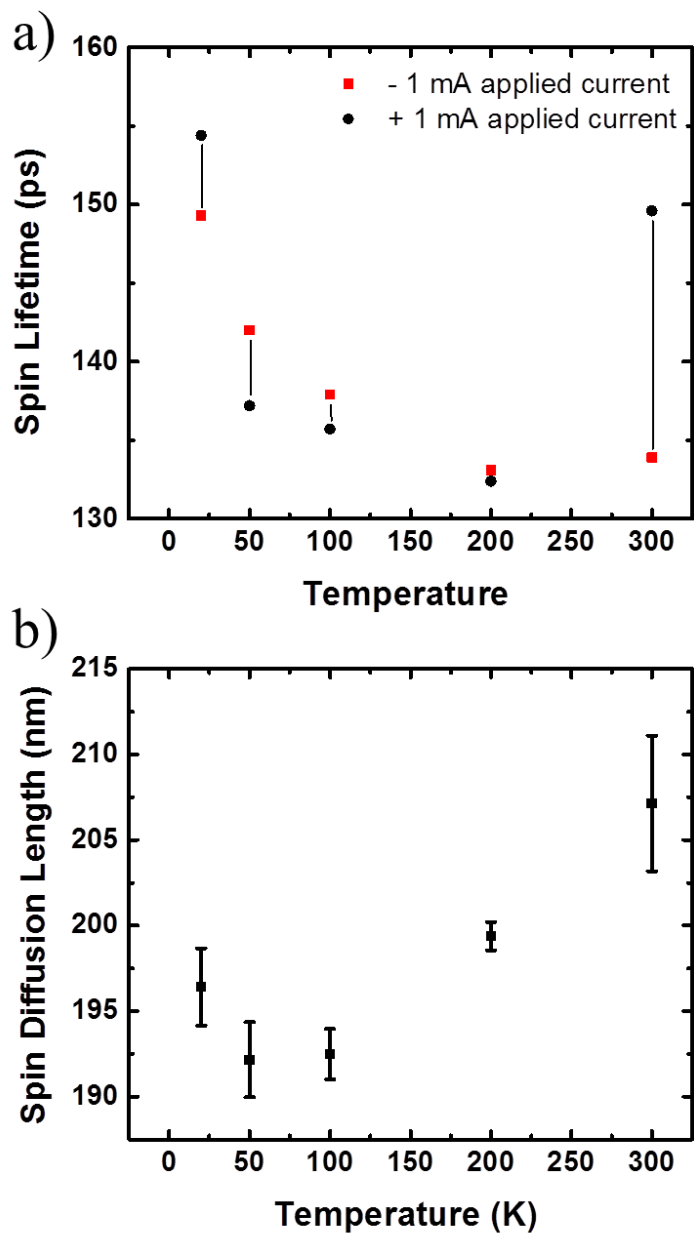 a)
160
150
140
130
Spin Lifetime (ps)
- 1 mA applied current
+ 1 mA applied current
0 50 100 150 200 250 300
Temperature
b)
215
210
205
200
195
190
Spin Diffusion Length (nm)
0 50 100 150 200 250 300
Temperature (K)